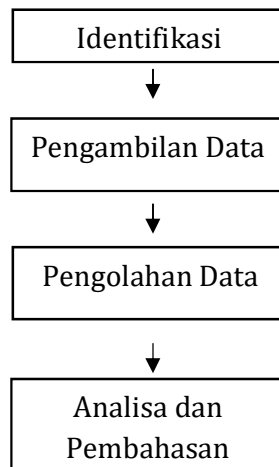 Identifikasi
Pengambilan Data
Pengolahan Data
Analisa dan
Pembahasan